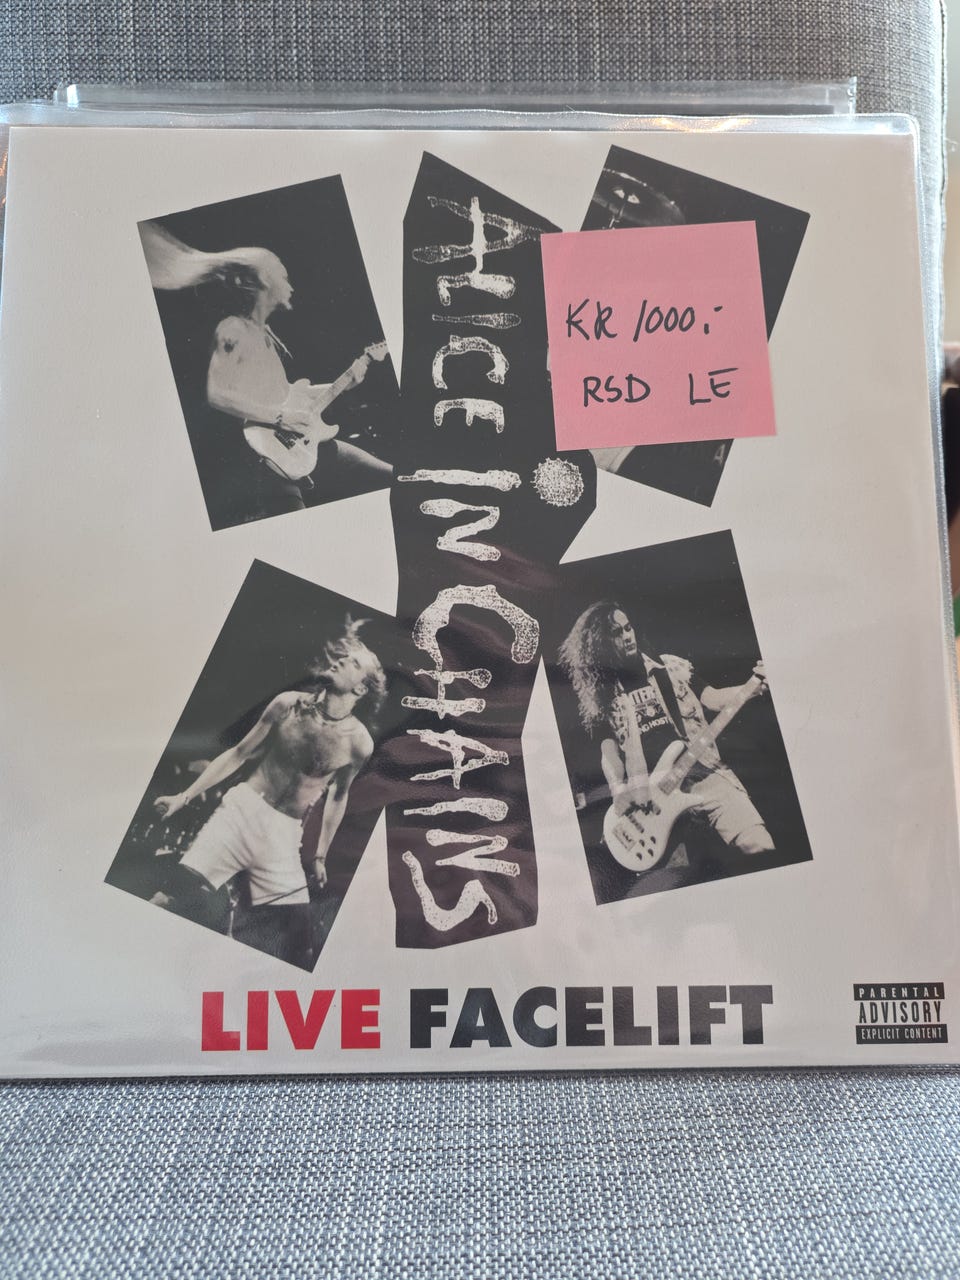 ALICE IN CHAINS
KR 1000,-
RSD LE
LIVE FACELIFT
PARENTAL
ADVISORY
EXPLICIT CONTENT